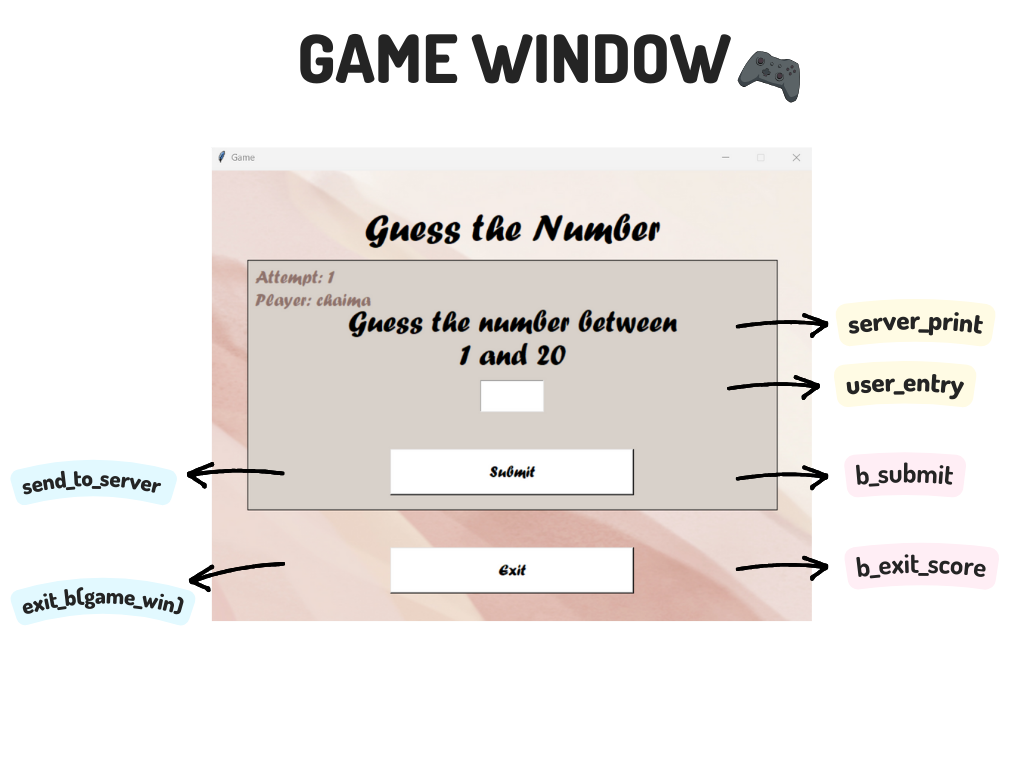 GAME WINDOW
Game
Guess the Number
Attempt: 1
Player: chaima
Guess the number between
1 and 20
server_print
user_entry
send_to_server
Submit
b_submit
exit_b(game_win)
Exit
b_exit_score